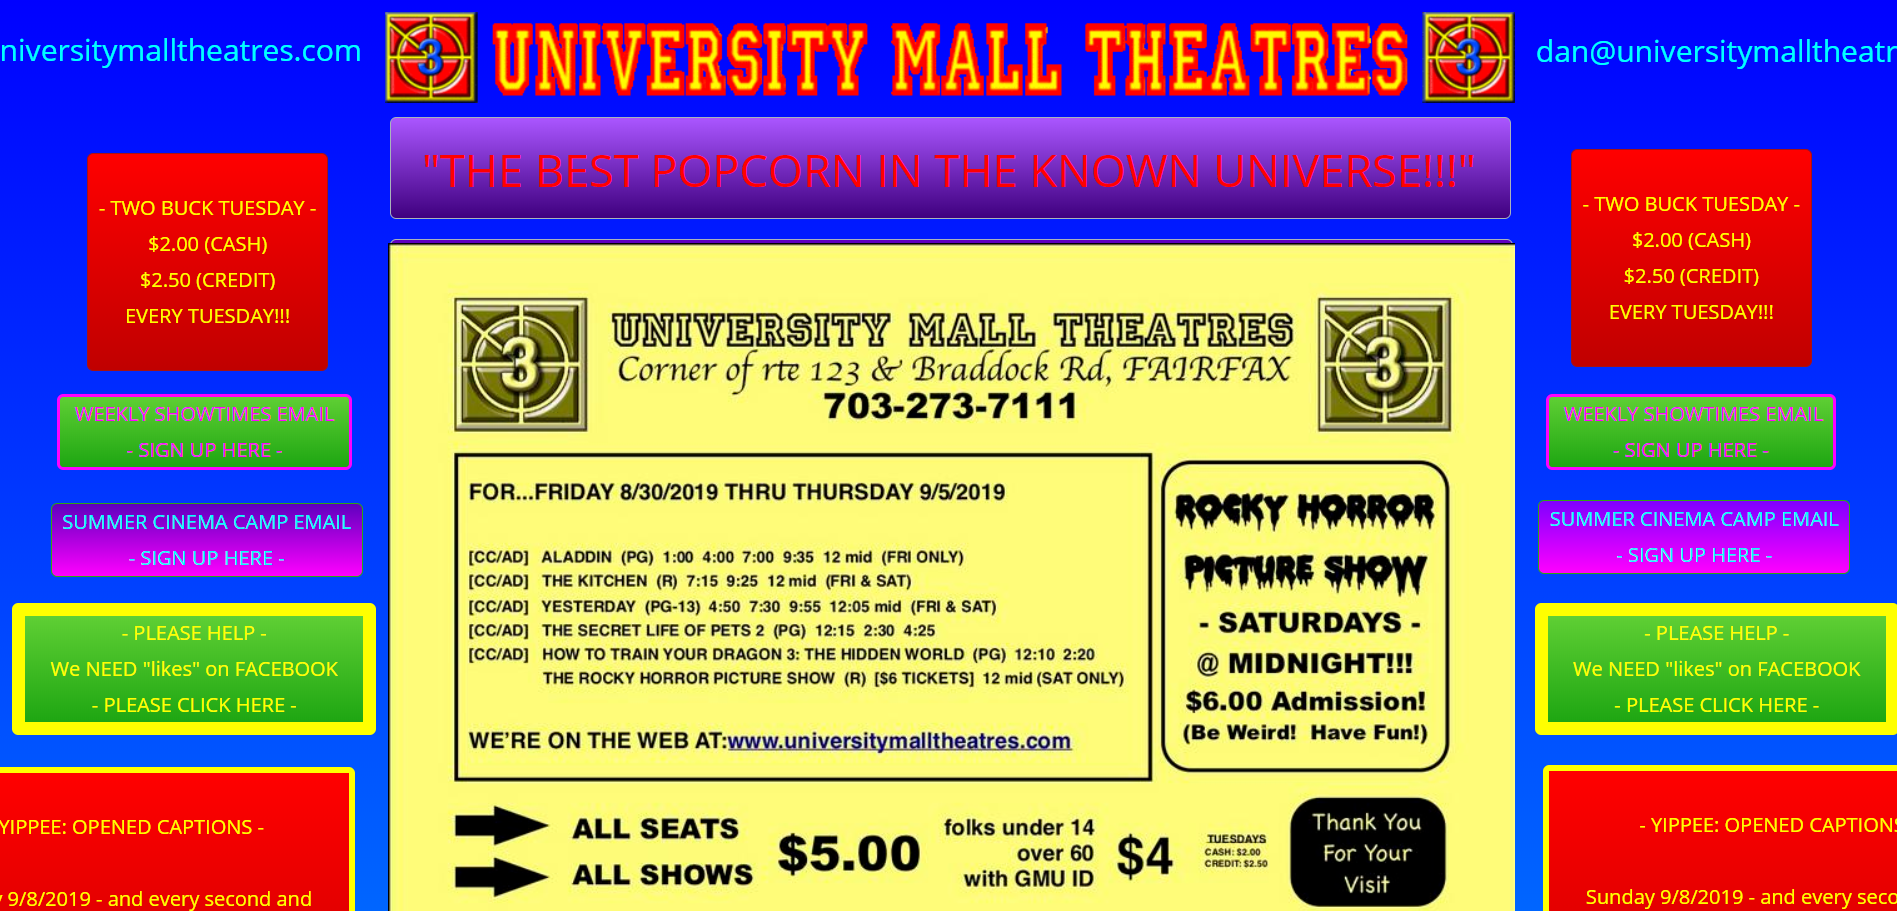 niversitymalltheatres.com
3 UNIVERSITY MALL THEATRES 3
dan@universitymalltheatr
"THE BEST POPCORN IN THE KNOWN UNIVERSE!!!"
- TWO BUCK TUESDAY -
$2.00 (CASH)
$2.50 (CREDIT)
EVERY TUESDAY!!!
WEEKLY SHOWTIMES EMAIL
- SIGN UP HERE -
SUMMER CINEMA CAMP EMAIL
- SIGN UP HERE -
- PLEASE HELP -
We NEED "likes" on FACEBOOK
- PLEASE CLICK HERE -
YIPPEE: OPENED CAPTIONS -
9/8/2019 - and every second and
3 UNIVERSITY MALL THEATRES 3
Corner of rte 123 & Braddock Rd, FAIRFAX
703-273-7111
FOR...FRIDAY 8/30/2019 THRU THURSDAY 9/5/2019
[CC/AD] ALADDIN (PG) 1:00 4:00 7:00 9:35 12 mid (FRI ONLY)
[CC/AD] THE KITCHEN (R) 7:15 9:25 12 mid (FRI & SAT)
[CC/AD] YESTERDAY (PG-13) 4:50 7:30 9:55 12:05 mid (FRI & SAT)
[CC/AD] THE SECRET LIFE OF PETS 2 (PG) 12:15 2:30 4:25
[CC/AD] HOW TO TRAIN YOUR DRAGON 3: THE HIDDEN WORLD (PG) 12:10 2:20
THE ROCKY HORROR PICTURE SHOW (R) [$6 TICKETS] 12 mid (SAT ONLY)
WE'RE ON THE WEB AT:www.universitymalltheatres.com
ROCKY HORROR
PICTURE SHOW
- SATURDAYS -
@ MIDNIGHT!!!
$6.00 Admission!
(Be Weird! Have Fun!)
ALL SEATS
ALL SHOWS
$5.00
folks under 14
over 60
with GMU ID
$4
TUESDAYS
CASH: $2.00
CREDIT: $2.50
Thank You
For Your
Visit
- TWO BUCK TUESDAY -
$2.00 (CASH)
$2.50 (CREDIT)
EVERY TUESDAY!!!
WEEKLY SHOWTIMES EMAIL
- SIGN UP HERE -
SUMMER CINEMA CAMP EMAIL
- SIGN UP HERE -
- PLEASE HELP -
We NEED "likes" on FACEBOOK
- PLEASE CLICK HERE -
- YIPPEE: OPENED CAPTIONS
Sunday 9/8/2019 - and every seco